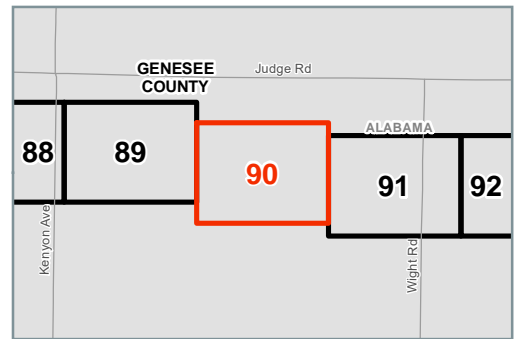 GENESEE
COUNTY
Judge Rd
ALABAMA
88
89
90
91
92
Kenyon Ave
Wight Rd